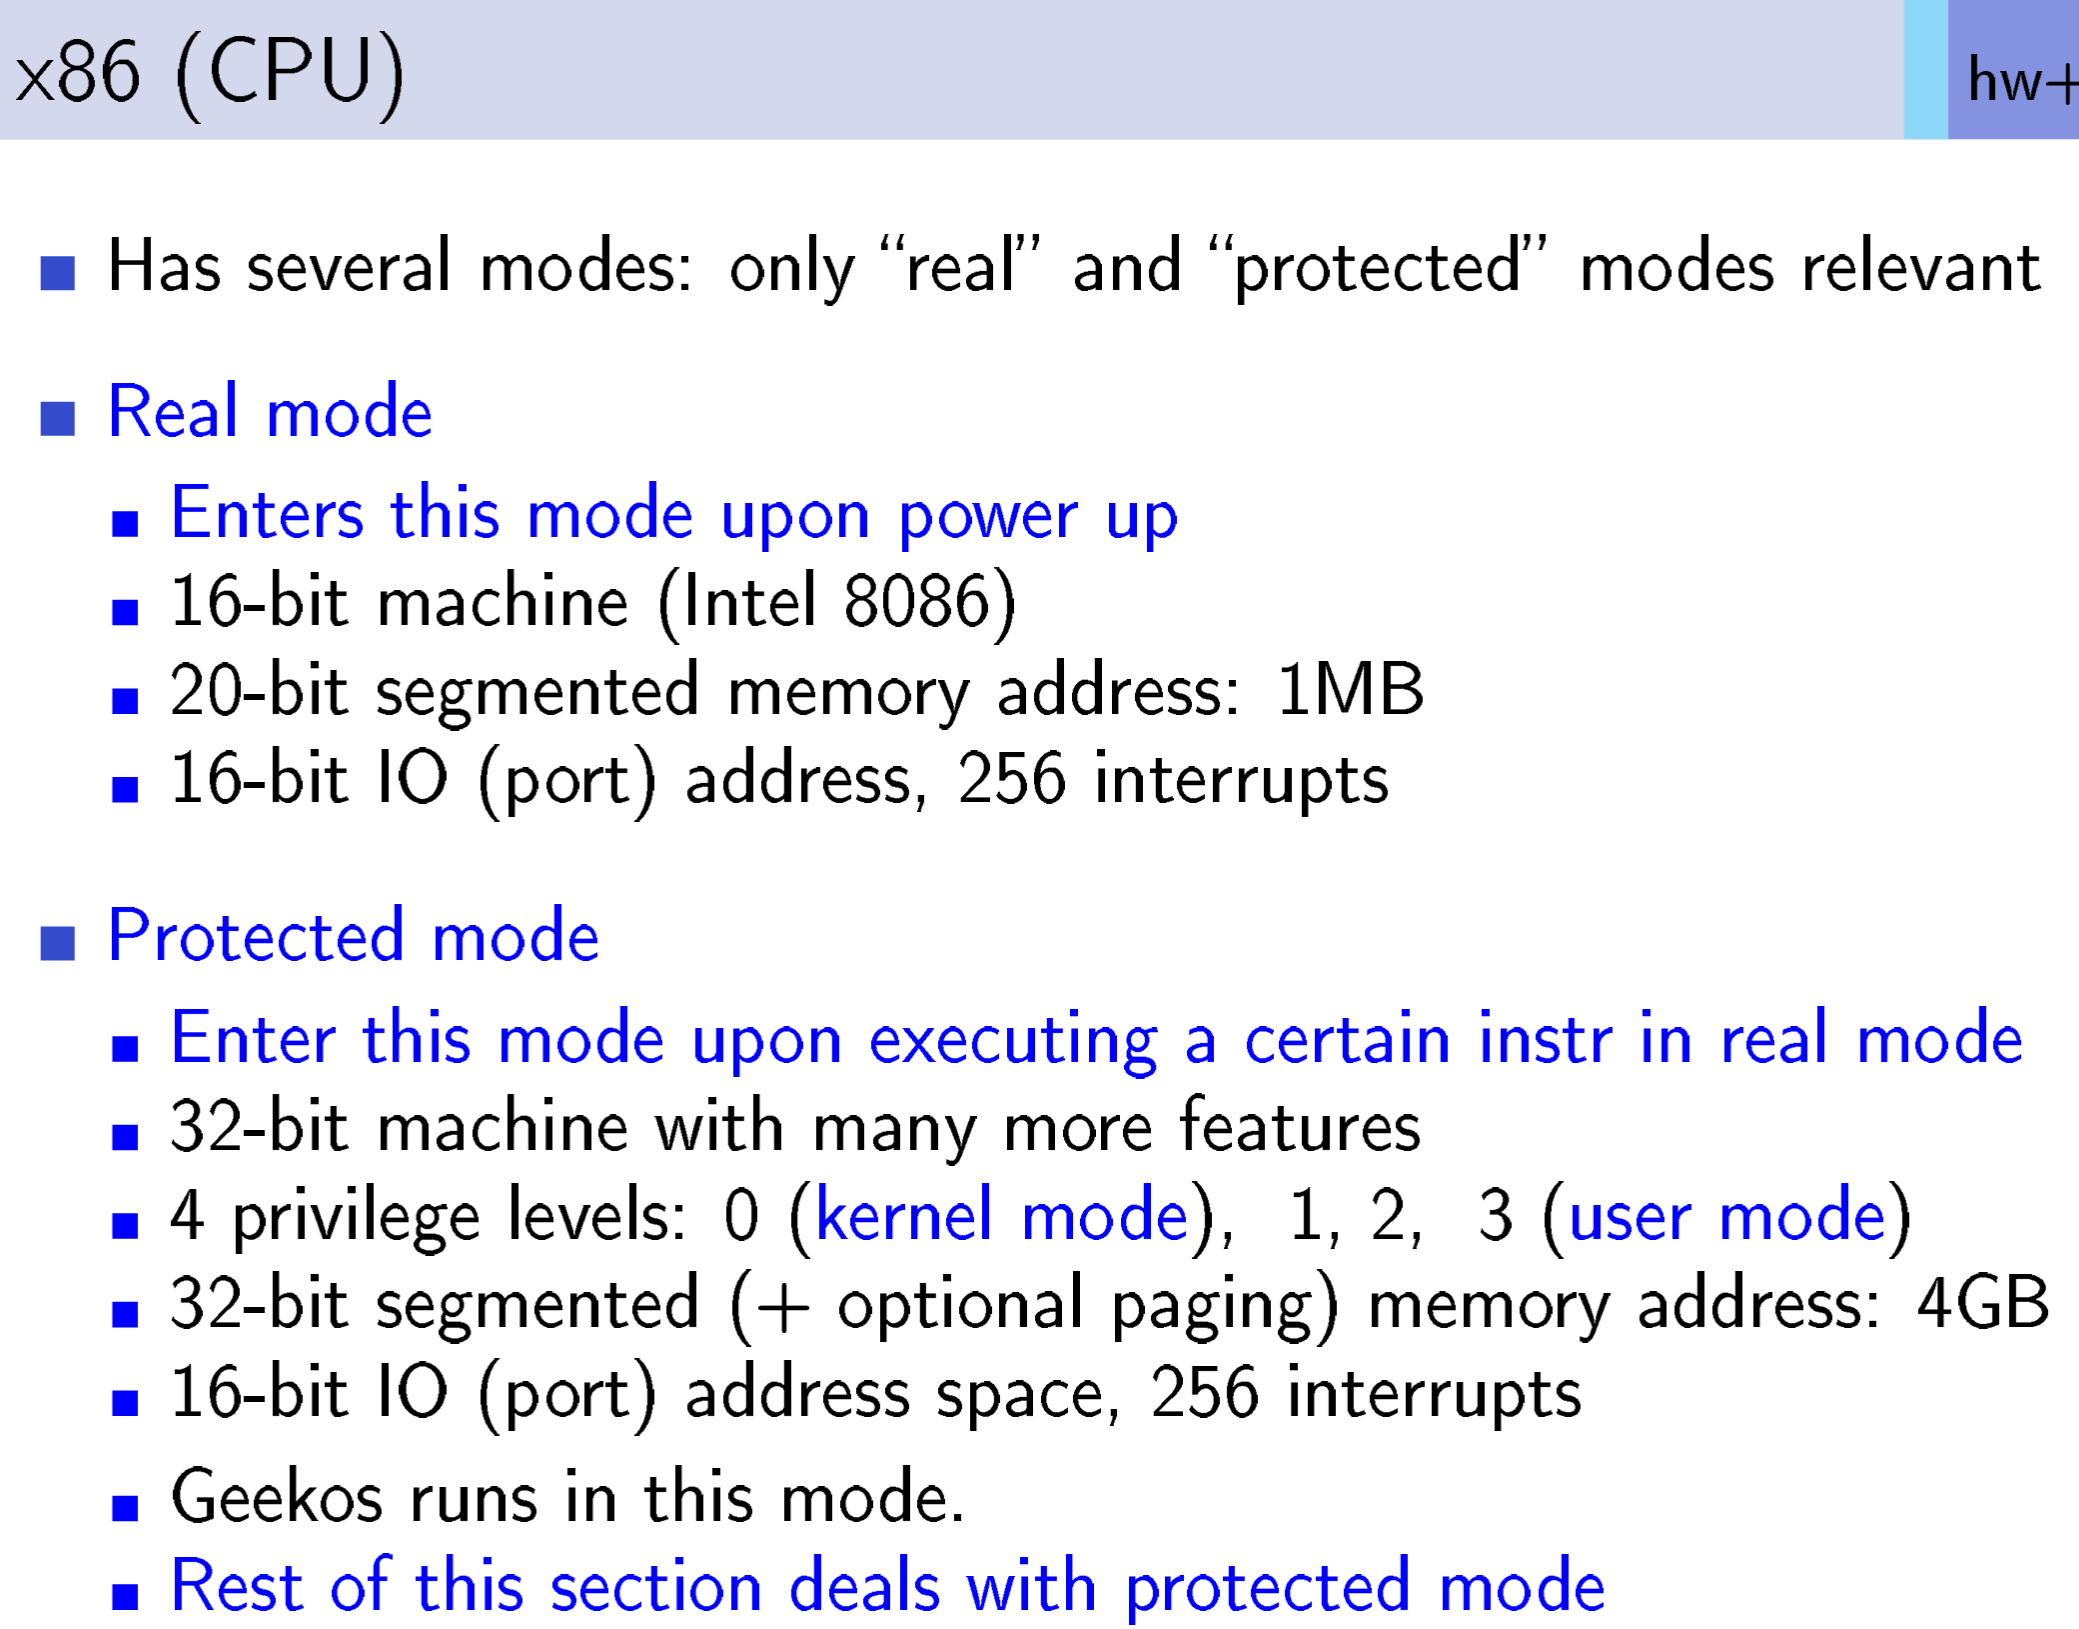 x86 (CPU)
hw+
Has several modes: only “real” and “protected” modes relevant
Real mode
Enters this mode upon power up
16-bit machine (Intel 8086)
20-bit segmented memory address: 1MB
16-bit IO (port) address, 256 interrupts
Protected mode
Enter this mode upon executing a certain instr in real mode
32-bit machine with many more features
4 privilege levels: 0 (kernel mode), 1, 2, 3 (user mode)
32-bit segmented (+ optional paging) memory address: 4GB
16-bit IO (port) address space, 256 interrupts
Geekos runs in this mode.
Rest of this section deals with protected mode